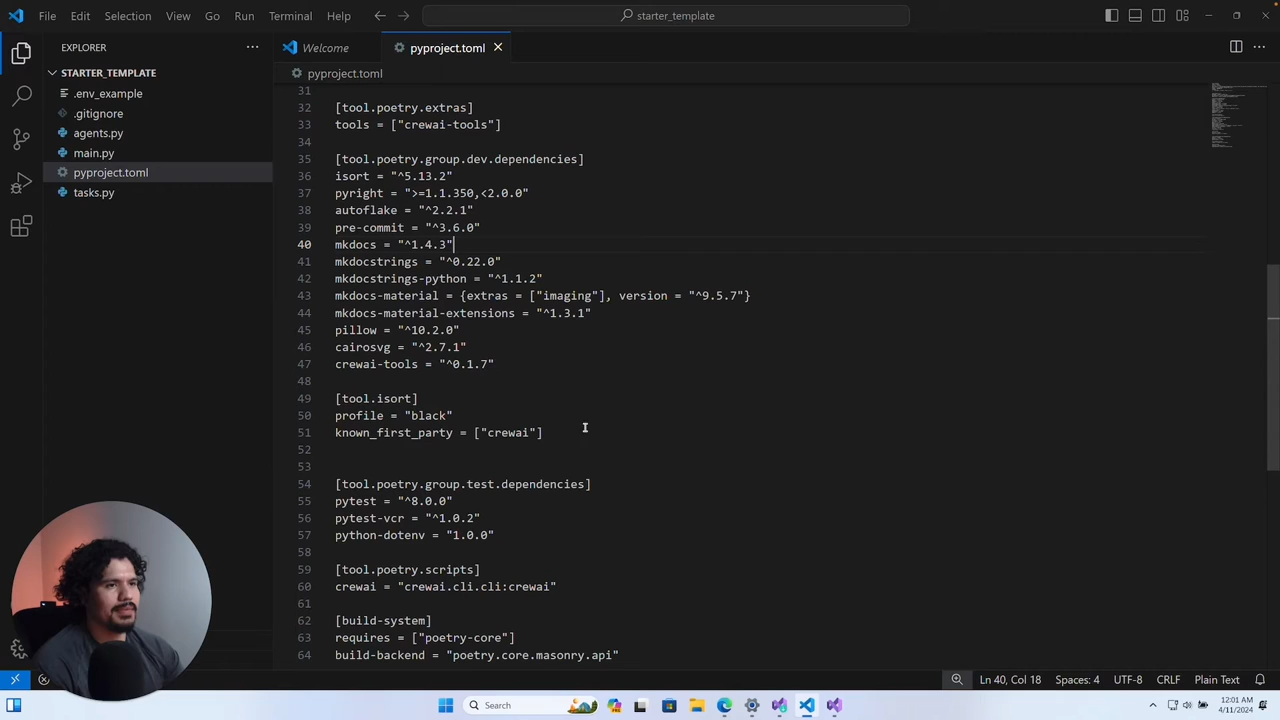 File Edit Selection View Go Run Terminal Help
starter_template
EXPLORER
STARTER_TEMPLATE
.env_example
.gitignore
agents.py
main.py
pyproject.toml
tasks.py
Welcome
pyproject.toml
pyproject.toml
31
32 [tool.poetry.extras]
33 tools = ["crewai-tools"]
34
35 [tool.poetry.group.dev.dependencies]
36 isort = "^5.13.2"
37 pyright = ">=1.1.350,<2.0.0"
38 autoflake = "^2.2.1"
39 pre-commit = "^3.6.0"
40 mkdocs = "^1.4.3"
41 mkdocstrings = "^0.22.0"
42 mkdocstrings-python = "^1.1.2"
43 mkdocs-material = {extras = ["imaging"], version = "^9.5.7"}
44 mkdocs-material-extensions = "^1.3.1"
45 pillow = "^10.2.0"
46 cairosvg = "^2.7.1"
47 crewai-tools = "^0.1.7"
48
49 [tool.isort]
50 profile = "black"
51 known_first_party = ["crewai"]
52
53
54 [tool.poetry.group.test.dependencies]
55 pytest = "^8.0.0"
56 pytest-vcr = "^1.0.2"
57 python-dotenv = "1.0.0"
58
59 [tool.poetry.scripts]
60 crewai = "crewai.cli.cli:crewai"
61
62 [build-system]
63 requires = ["poetry-core"]
64 build-backend = "poetry.core.masonry.api"
Ln 40, Col 18 Spaces: 4 UTF-8 CRLF Plain Text
Search
12:01 AM
4/11/2024